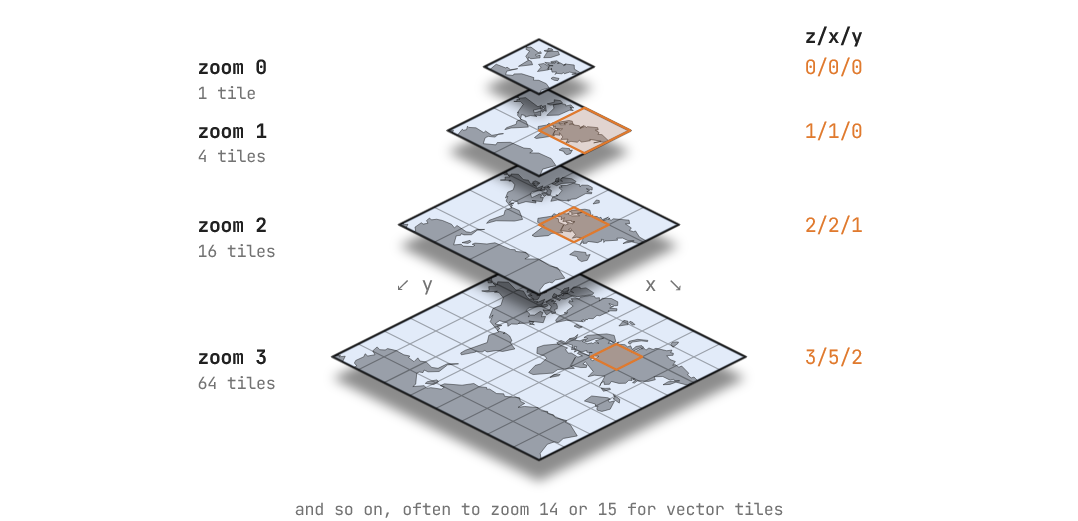 z/x/y
zoom 0
0/0/0
1 tile
zoom 1
1/1/0
4 tiles
zoom 2
2/2/1
16 tiles
↙ y
x ↘
zoom 3
3/5/2
64 tiles
and so on, often to zoom 14 or 15 for vector tiles